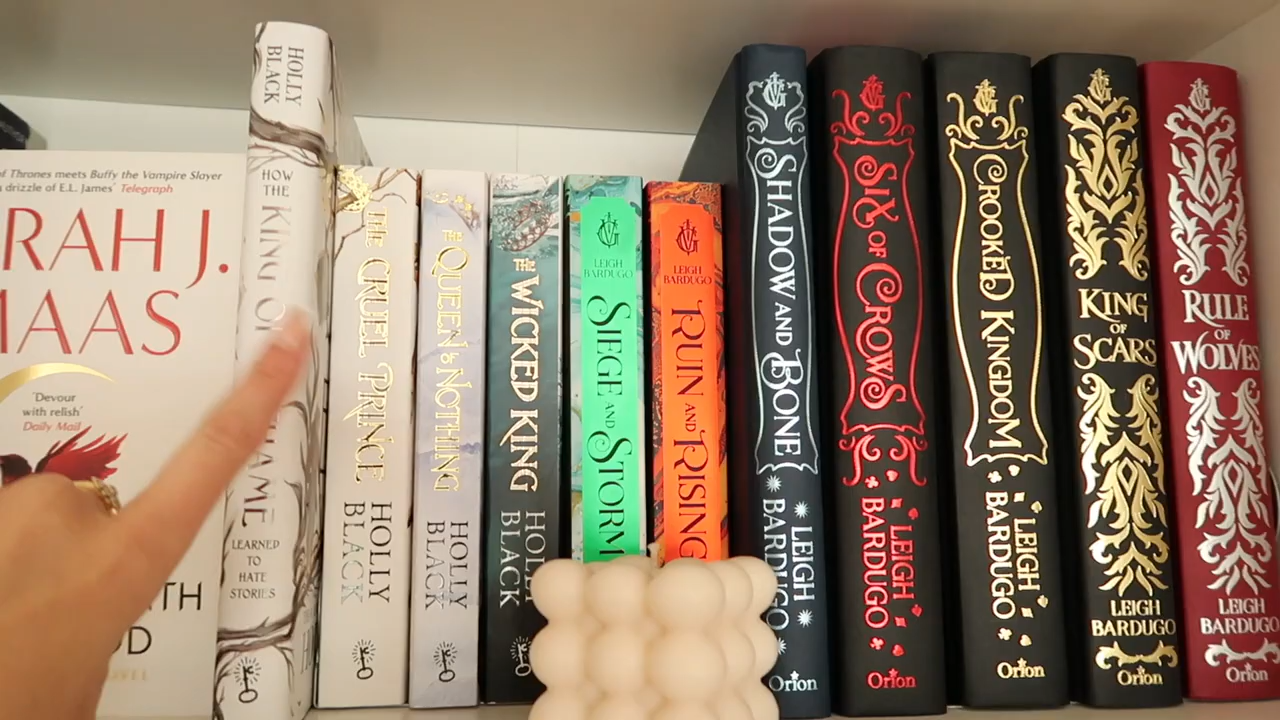 of Thrones meets Buffy the Vampire Slayer
drizzle of E.L. James' Telegraph
RAH J.
MAAS
'Devour
with relish'
Daily Mail
TH
OD
HOLLY
BLACK
HOW
THE
KING OF
LEARNED
TO
HATE
STORIES
THE CRUEL PRINCE
HOLLY
BLACK
THE QUEEN OF NOTHING
HOLLY
BLACK
THE WICKED KING
HOLLY
BLACK
LEIGH
BARDUGO
SIEGE AND STORM
LEIGH
BARDUGO
RUIN AND RISING
SHADOW AND BONE
LEIGH
BARDUGO
Orion
SIX OF CROWS
LEIGH
BARDUGO
Orion
CROOKED KINGDOM
LEIGH
BARDUGO
Orion
KING
OF
SCARS
LEIGH
BARDUGO
Orion
RULE
OF
WOLVES
LEIGH
BARDUGO
Orion